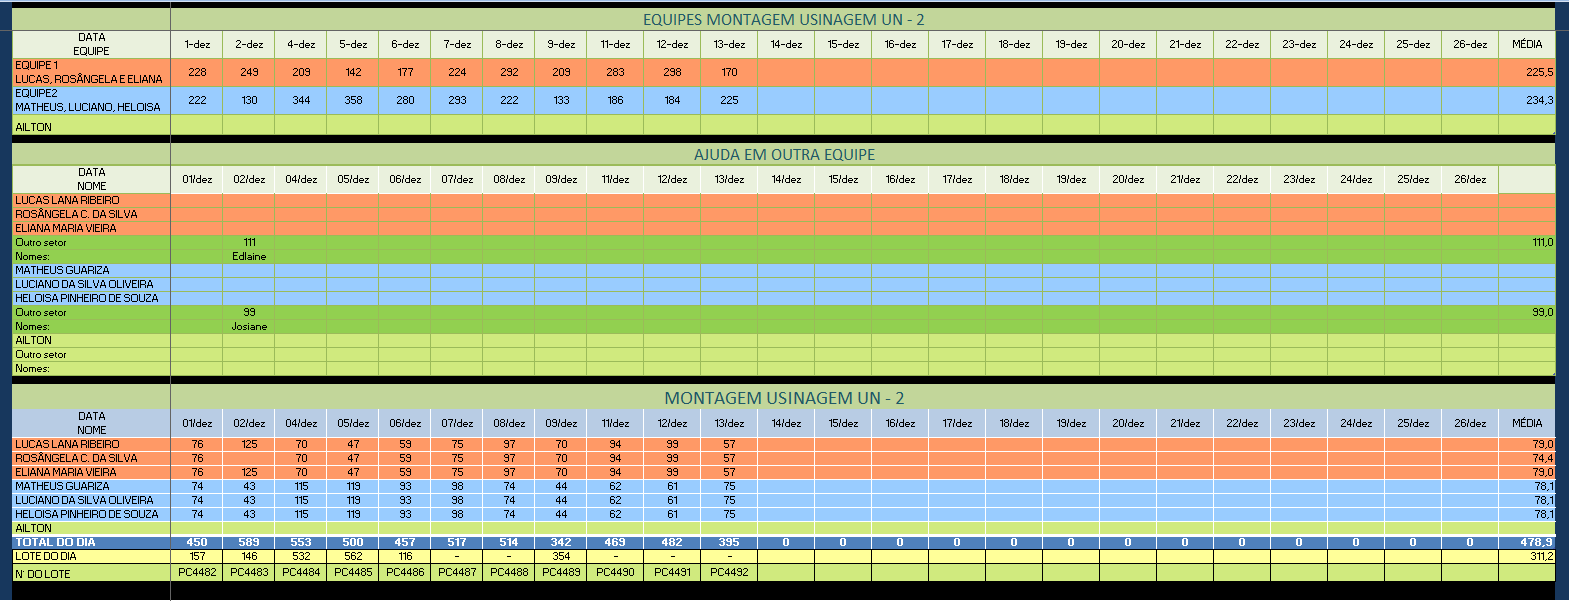 EQUIPES MONTAGEM USINAGEM UN - 2
DATA
EQUIPE 1-dez 2-dez 4-dez 5-dez 6-dez 7-dez 8-dez 9-dez 11-dez 12-dez 13-dez 14-dez 15-dez 16-dez 17-dez 18-dez 19-dez 20-dez 21-dez 22-dez 23-dez 24-dez 25-dez 26-dez MÉDIA
EQUIPE 1
LUCAS, ROSÂNGELA E ELIANA 228 249 209 142 177 224 292 209 283 298 170 225,5
EQUIPE2
MATHEUS, LUCIANO, HELOISA 222 130 344 358 280 293 222 133 186 184 225 234,3
AILTON
AJUDA EM OUTRA EQUIPE
DATA
NOME 01/dez 02/dez 04/dez 05/dez 06/dez 07/dez 08/dez 09/dez 11/dez 12/dez 13/dez 14/dez 15/dez 16/dez 17/dez 18/dez 19/dez 20/dez 21/dez 22/dez 23/dez 24/dez 25/dez 26/dez
LUCAS LANA RIBEIRO
ROSÂNGELA C. DA SILVA
ELIANA MARIA VIEIRA
Outro setor 111 111,0
Nomes: Edlaine
MATHEUS GUARIZA
LUCIANO DA SILVA OLIVEIRA
HELOISA PINHEIRO DE SOUZA
Outro setor 99 99,0
Nomes: Josiane
AILTON
Outro setor
Nomes:
MONTAGEM USINAGEM UN - 2
DATA
NOME 01/dez 02/dez 04/dez 05/dez 06/dez 07/dez 08/dez 09/dez 11/dez 12/dez 13/dez 14/dez 15/dez 16/dez 17/dez 18/dez 19/dez 20/dez 21/dez 22/dez 23/dez 24/dez 25/dez 26/dez MÉDIA
LUCAS LANA RIBEIRO 76 125 70 47 59 75 97 70 94 99 57 79,0
ROSÂNGELA C. DA SILVA 76 70 47 59 75 97 70 94 99 57 74,4
ELIANA MARIA VIEIRA 76 125 70 47 59 75 97 70 94 99 57 79,0
MATHEUS GUARIZA 74 43 115 119 93 98 74 44 62 61 75 78,1
LUCIANO DA SILVA OLIVEIRA 74 43 115 119 93 98 74 44 62 61 75 78,1
HELOISA PINHEIRO DE SOUZA 74 43 115 119 93 98 74 44 62 61 75 78,1
AILTON
TOTAL DO DIA 450 589 553 500 457 517 514 342 469 482 395 0 0 0 0 0 0 0 0 0 0 0 0 0 478,9
LOTE DO DIA 157 146 532 562 116 - - 354 - - - 311,2
N° DO LOTE PC4482 PC4483 PC4484 PC4485 PC4486 PC4487 PC4488 PC4489 PC4490 PC4491 PC4492